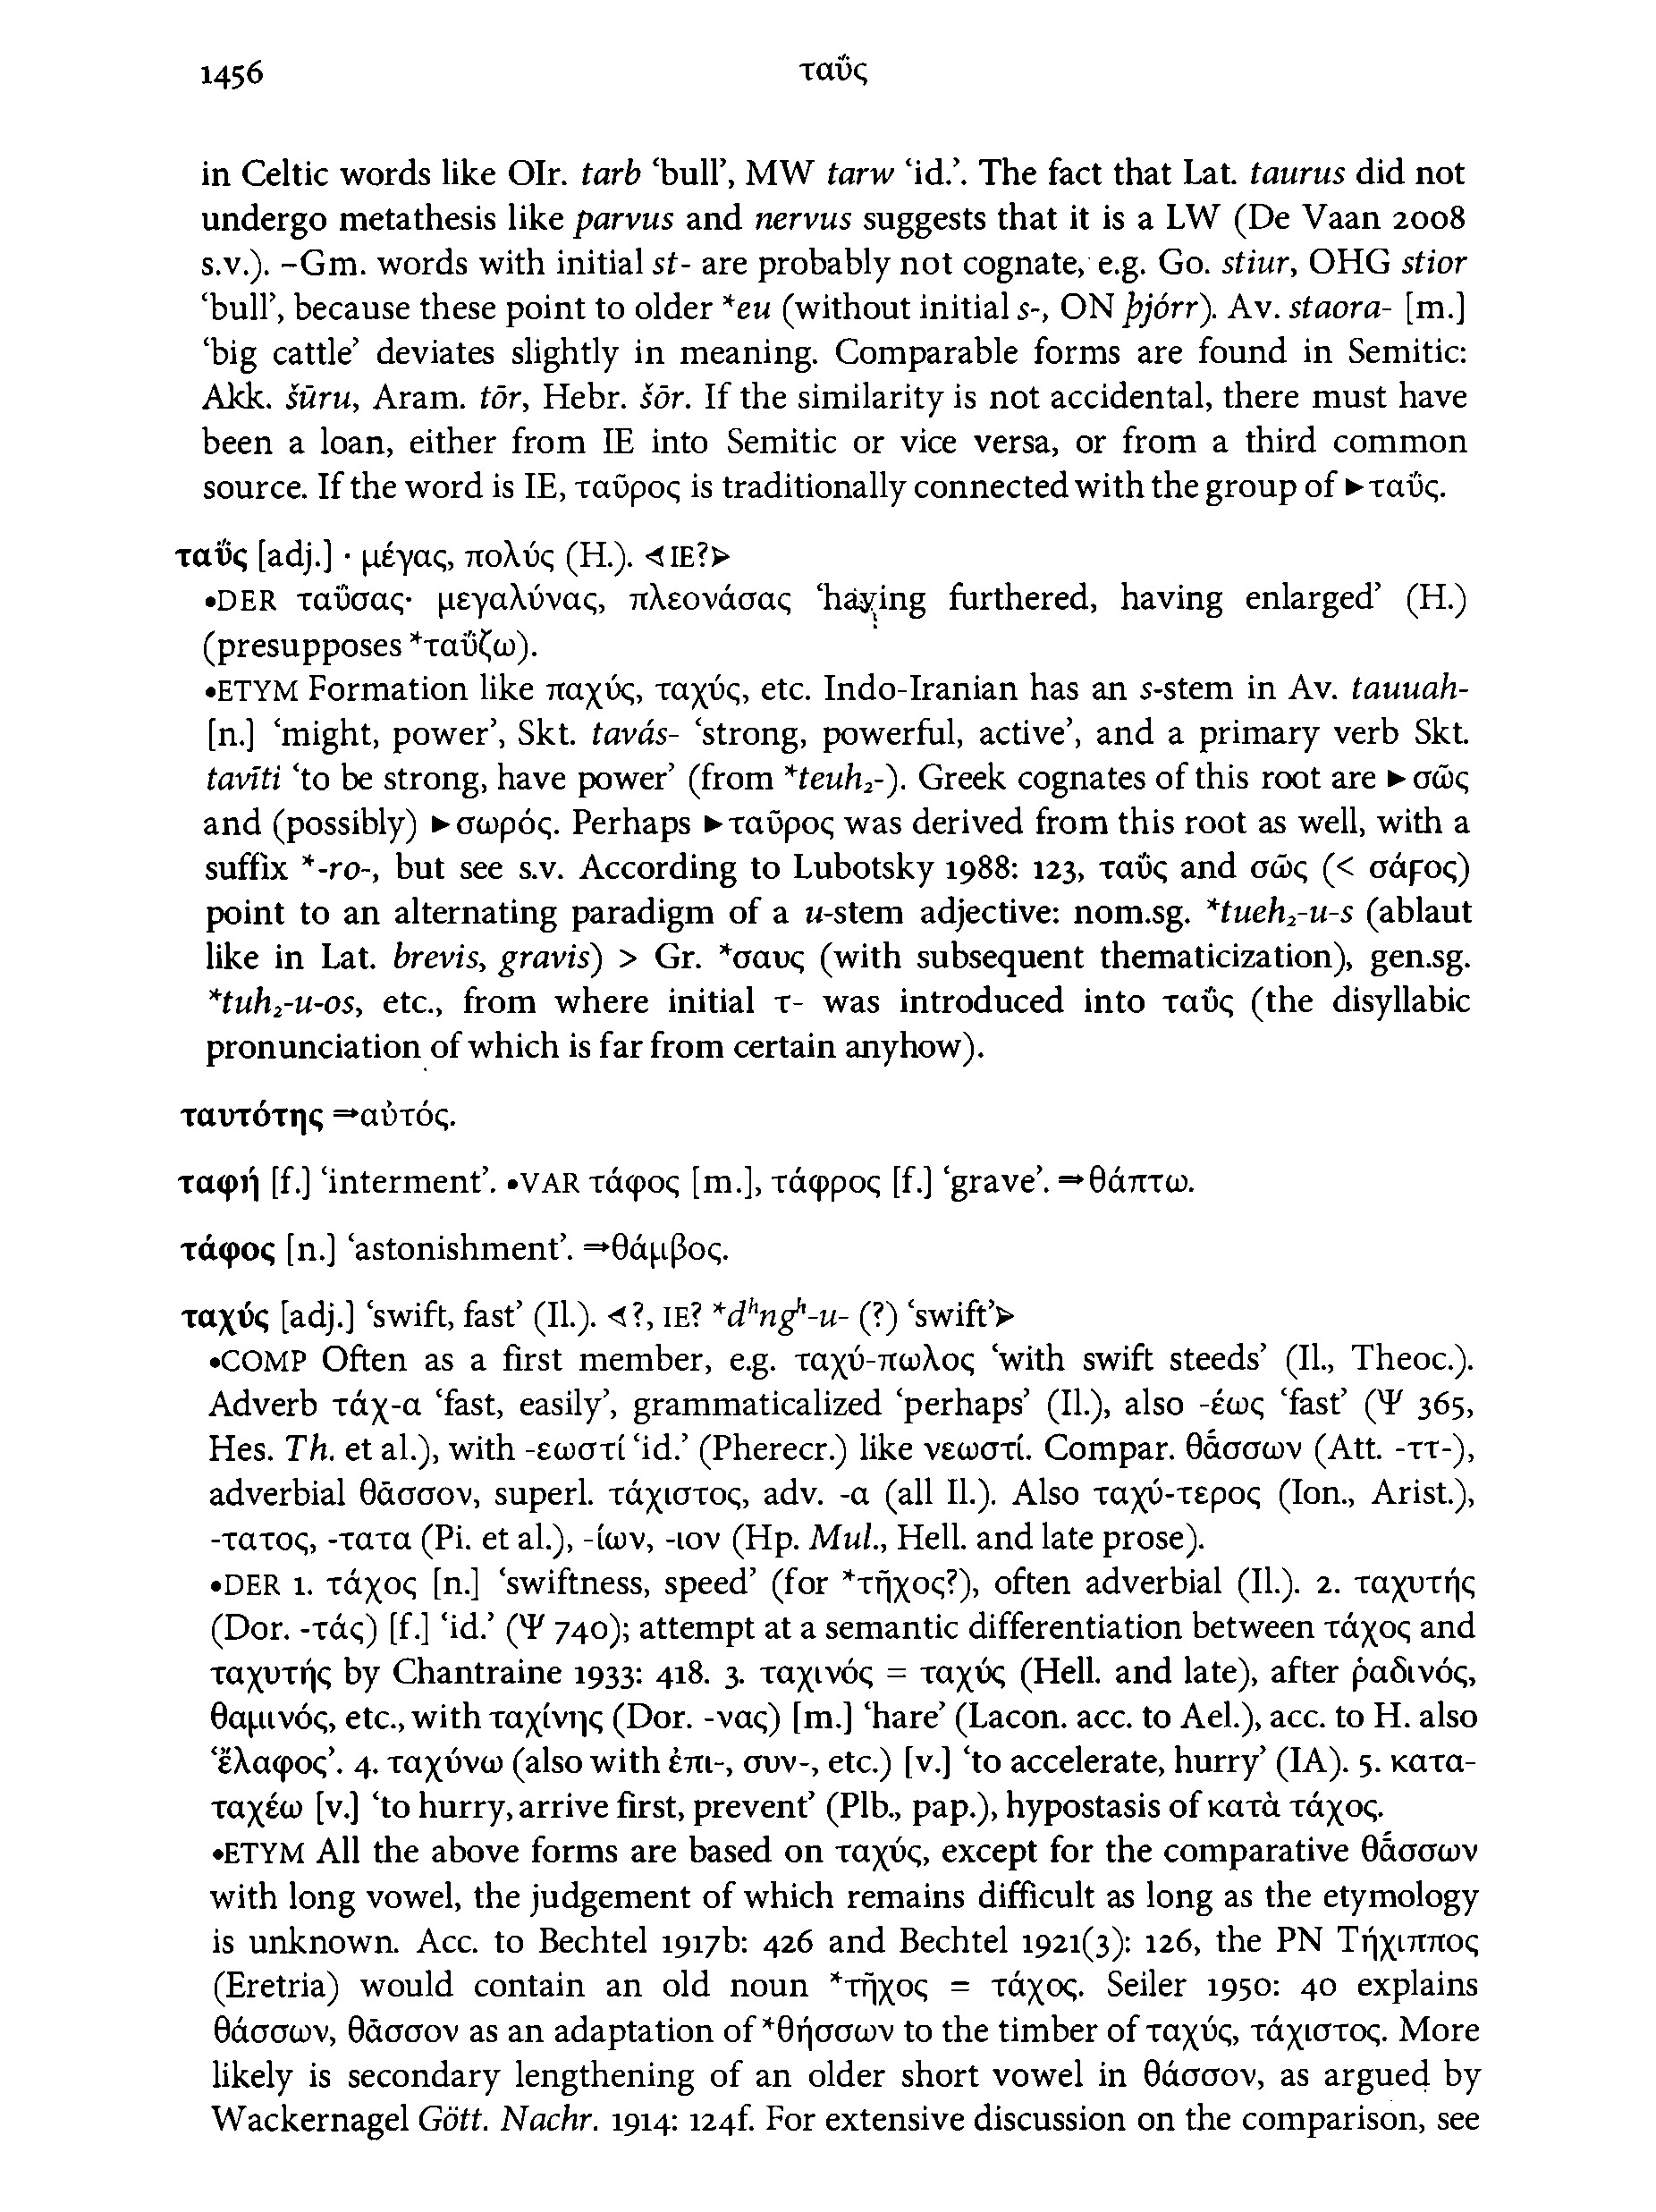 1456
ταΰς
in Celtic words like OIr. tarb ‘bull’, MW tarw ‘id.’. The fact that Lat. taurus did not
undergo metathesis like parvus and nervus suggests that it is a LW (De Vaan 2008
s.v.). -Gm. words with initial st- are probably not cognate, e.g. Go. stiur, OHG stior
‘bull’, because these point to older *eu (without initial s-, ON þjórr). Av. staora- [m.]
‘big cattle’ deviates slightly in meaning. Comparable forms are found in Semitic:
Akk. šūru, Aram. tōr, Hebr. šōr. If the similarity is not accidental, there must have
been a loan, either from IE into Semitic or vice versa, or from a third common
source. If the word is IE, ταῦρος is traditionally connected with the group of ►ταΰς.
ταΰς [adj.] · μέγας, πολύς (H.). ◄IE?►
•DER ταΰσας· μεγαλύνας, πλεονάσας ‘having furthered, having enlarged’ (H.)
(presupposes *ταΰζω).
•ETYM Formation like παχύς, ταχύς, etc. Indo-Iranian has an s-stem in Av. tauuah-
[n.] ‘might, power’, Skt. tavás- ‘strong, powerful, active’, and a primary verb Skt.
tavīti ‘to be strong, have power’ (from *teuh₂-). Greek cognates of this root are ►σῶς
and (possibly) ►σωρός. Perhaps ►ταῦρος was derived from this root as well, with a
suffix *-ro-, but see s.v. According to Lubotsky 1988: 123, ταΰς and σῶς (< σάϝος)
point to an alternating paradigm of a u-stem adjective: nom.sg. *tueh₂-u-s (ablaut
like in Lat. brevis, gravis) > Gr. *σαυς (with subsequent thematicization), gen.sg.
*tuh₂-u-os, etc., from where initial τ- was introduced into ταΰς (the disyllabic
pronunciation of which is far from certain anyhow).
ταυτότης ⇒αὐτός.
ταφή [f.] ‘interment’. •VAR τάφος [m.], τάφρος [f.] ‘grave’. ⇒θάπτω.
τάφος [n.] ‘astonishment’. ⇒θάμβος.
ταχύς [adj.] ‘swift, fast’ (Il.). ◄?, IE? *dʰngʰ-u- (?) ‘swift’►
•COMP Often as a first member, e.g. ταχύ-πωλος ‘with swift steeds’ (Il., Theoc.).
Adverb τάχ-α ‘fast, easily’, grammaticalized ‘perhaps’ (Il.), also -έως ‘fast’ (Ψ 365,
Hes. Th. et al.), with -εωστί ‘id.’ (Pherecr.) like νεωστί. Compar. θά̄σσων (Att. -ττ-),
adverbial θᾶσσον, superl. τάχιστος, adv. -α (all Il.). Also ταχύ-τερος (Ion., Arist.),
-τατος, -τατα (Pi. et al.), -ίων, -ιον (Hp. Mul., Hell. and late prose).
•DER 1. τάχος [n.] ‘swiftness, speed’ (for *τῆχος?), often adverbial (Il.). 2. ταχυτής
(Dor. -τάς) [f.] ‘id.’ (Ψ 740); attempt at a semantic differentiation between τάχος and
ταχυτής by Chantraine 1933: 418. 3. ταχινός = ταχύς (Hell. and late), after ῥαδινός,
θαμινός, etc., with ταχίνης (Dor. -νας) [m.] ‘hare’ (Lacon. acc. to Ael.), acc. to H. also
‘ἔλαφος’. 4. ταχύνω (also with ἐπι-, συν-, etc.) [v.] ‘to accelerate, hurry’ (IA). 5. κατα-
ταχέω [v.] ‘to hurry, arrive first, prevent’ (Plb., pap.), hypostasis of κατὰ τάχος.
•ETYM All the above forms are based on ταχύς, except for the comparative θά̄σσων
with long vowel, the judgement of which remains difficult as long as the etymology
is unknown. Acc. to Bechtel 1917b: 426 and Bechtel 1921(3): 126, the PN Τήχιππος
(Eretria) would contain an old noun *τῆχος = τάχος. Seiler 1950: 40 explains
θάσσων, θᾶσσον as an adaptation of *θήσσων to the timber of ταχύς, τάχιστος. More
likely is secondary lengthening of an older short vowel in θάσσον, as argued by
Wackernagel Gött. Nachr. 1914: 124f. For extensive discussion on the comparison, see